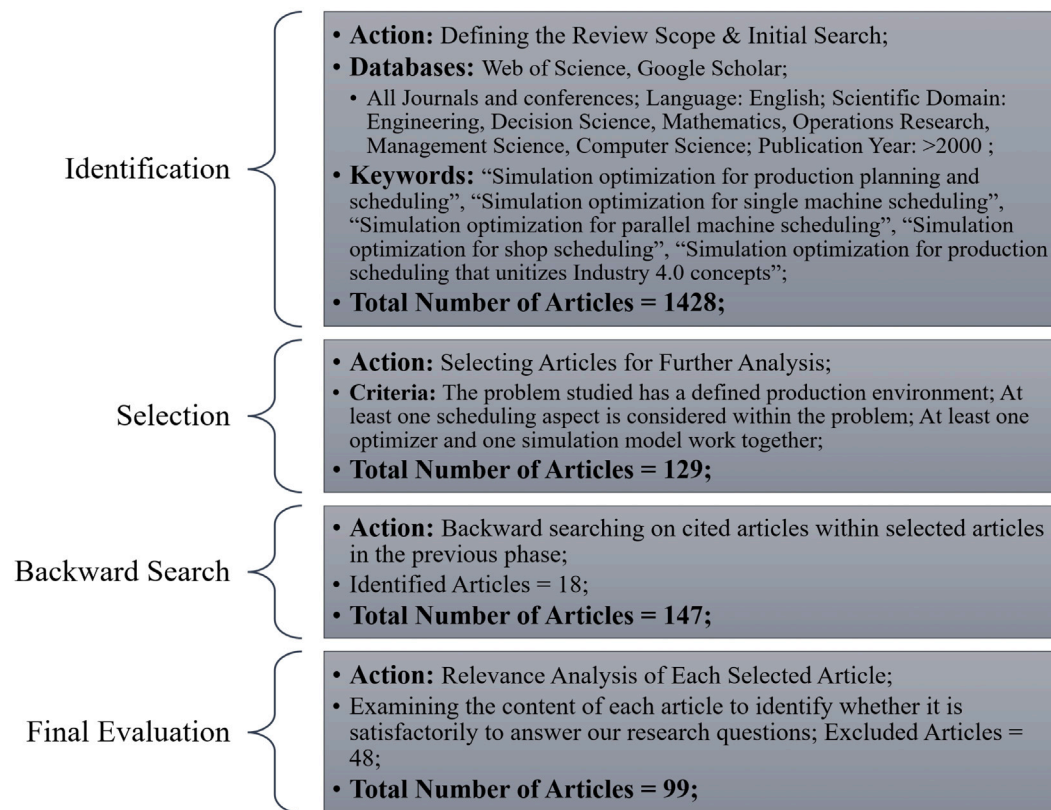 Identification
• Action: Defining the Review Scope & Initial Search;
• Databases: Web of Science, Google Scholar;
• All Journals and conferences; Language: English; Scientific Domain:
Engineering, Decision Science, Mathematics, Operations Research,
Management Science, Computer Science; Publication Year: >2000 ;
• Keywords: “Simulation optimization for production planning and
scheduling”, “Simulation optimization for single machine scheduling”,
“Simulation optimization for parallel machine scheduling”, “Simulation
optimization for shop scheduling”, “Simulation optimization for production
scheduling that unitizes Industry 4.0 concepts”;
• Total Number of Articles = 1428;
Selection
• Action: Selecting Articles for Further Analysis;
• Criteria: The problem studied has a defined production environment; At
least one scheduling aspect is considered within the problem; At least one
optimizer and one simulation model work together;
• Total Number of Articles = 129;
Backward Search
• Action: Backward searching on cited articles within selected articles
in the previous phase;
• Identified Articles = 18;
• Total Number of Articles = 147;
Final Evaluation
• Action: Relevance Analysis of Each Selected Article;
• Examining the content of each article to identify whether it is
satisfactorily to answer our research questions; Excluded Articles =
48;
• Total Number of Articles = 99;